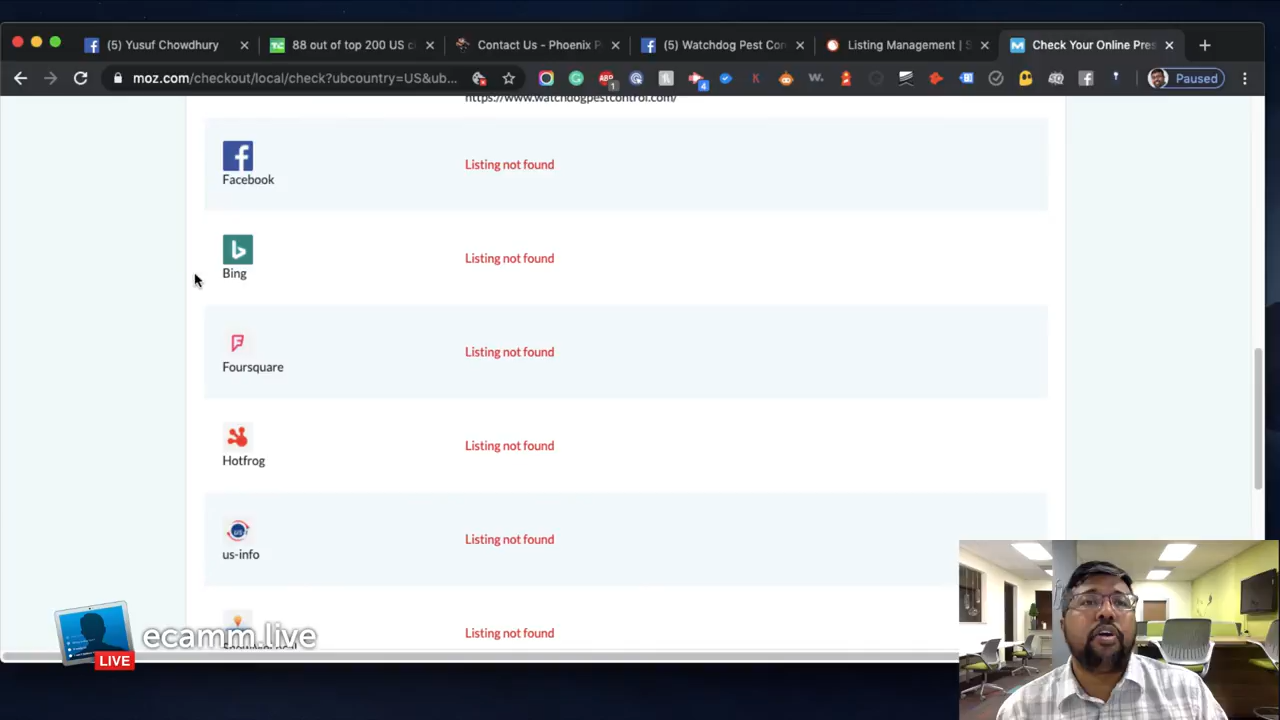 (5) Yusuf Chowdhury
88 out of top 200 US ci
Contact Us - Phoenix P
(5) Watchdog Pest Con
Listing Management | S
Check Your Online Pres
moz.com/checkout/local/check?ubcountry=US&ub...
Paused
https://www.watchdogpestcontrol.com/
Facebook
Listing not found
Bing
Listing not found
Foursquare
Listing not found
Hotfrog
Listing not found
us-info
Listing not found
Listing not found
ecamm.live
LIVE